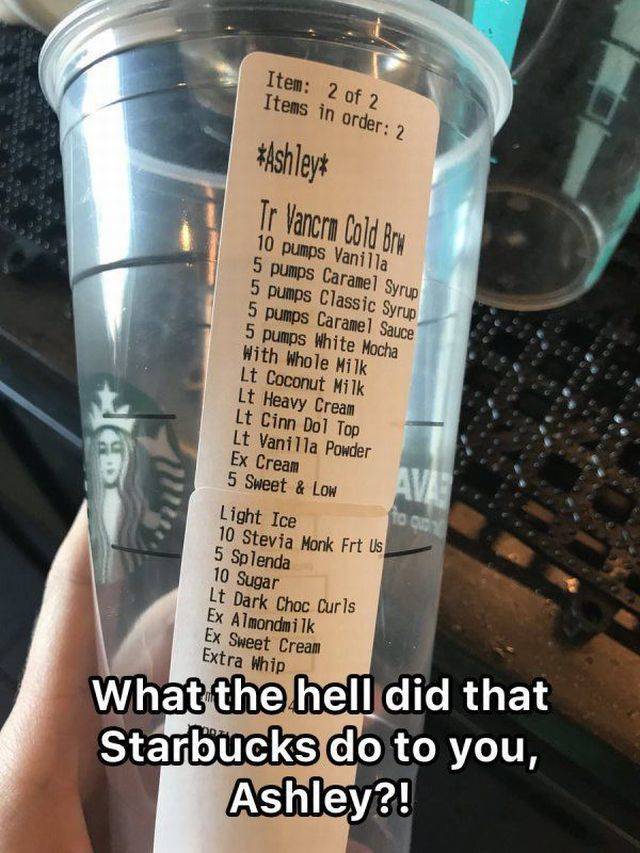 Item: 2 of 2
Items in order: 2
*Ashley*
Tr Vancrm Cold Brw
10 pumps Vanilla
5 pumps Caramel Syrup
5 pumps Classic Syrup
5 pumps Caramel Sauce
5 pumps White Mocha
With Whole Milk
Lt Coconut Milk
Lt Heavy Cream
Lt Cinn Dol Top
Lt Vanilla Powder
Ex Cream
5 Sweet & Low
Light Ice
10 Stevia Monk Frt Us
5 Splenda
10 Sugar
Lt Dark Choc Curls
Ex Almondmilk
Ex Sweet Cream
Extra Whip
What the hell did that
Starbucks do to you,
Ashley?!